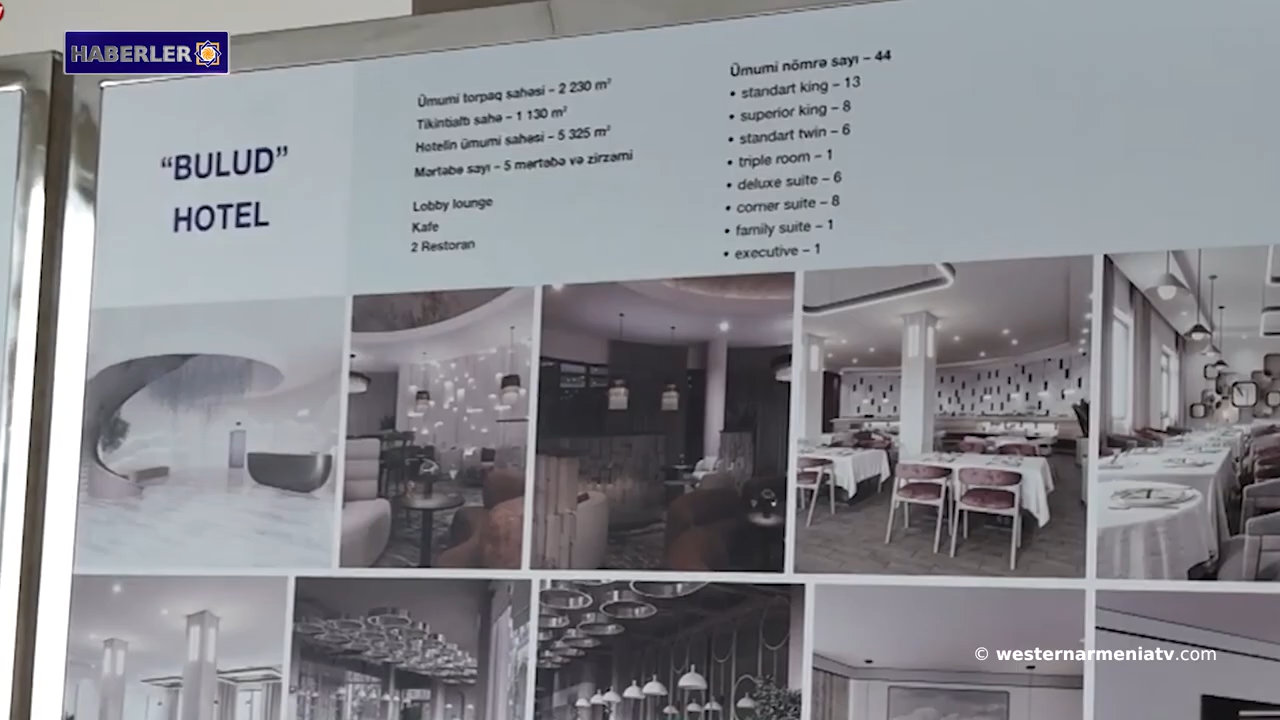 HABERLER
"BULUD"
HOTEL
Ümumi torpaq sahəsi – 2 230 m²
Tikintialtı sahə – 1 130 m²
Hotelin ümumi sahəsi – 5 325 m²
Mərtəbə sayı – 5 mərtəbə və zirzəmi
Lobby lounge
Kafe
2 Restoran
Ümumi nömrə sayı – 44
• standart king – 13
• superior king – 8
• standart twin – 6
• triple room – 1
• deluxe suite – 6
• corner suite – 8
• family suite – 1
• executive – 1
© westernarmeniatv.com